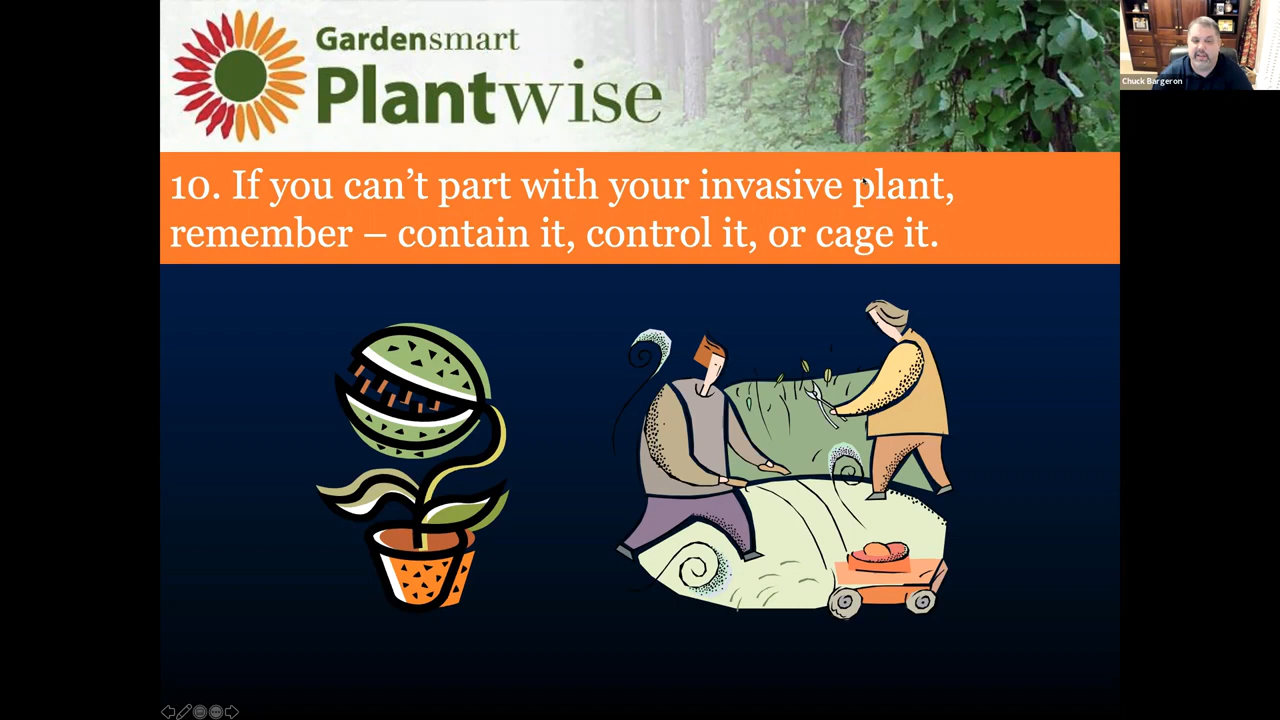 Gardensmart
Plantwise
Chuck Bargeron
10. If you can’t part with your invasive plant,
remember – contain it, control it, or cage it.